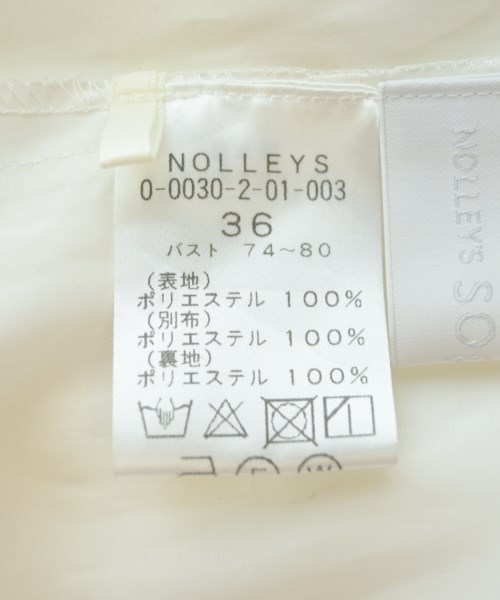 NOLLEYS
0-0030-2-01-003
36
バスト 74～80
(表地)
ポリエステル 100%
(別布)
ポリエステル 100%
(裏地)
ポリエステル 100%
F W
NOLLEY'S SO